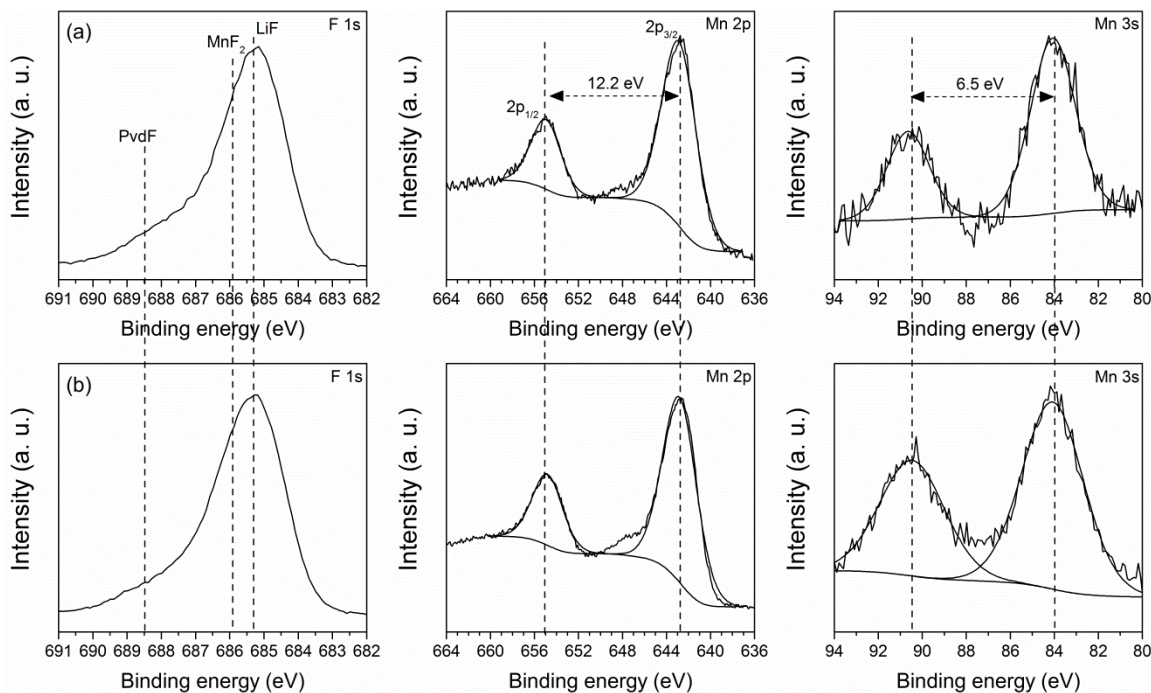 (a)
F 1s
LiF
MnF₂
PvdF
Intensity (a. u.)
691 690 689 688 687 686 685 684 683 682
Binding energy (eV)
Mn 2p
2p₃/₂
12.2 eV
2p₁/₂
Intensity (a. u.)
664 660 656 652 648 644 640 636
Binding energy (eV)
Mn 3s
6.5 eV
Intensity (a. u.)
94 92 90 88 86 84 82 80
Binding energy (eV)
(b)
F 1s
Intensity (a. u.)
691 690 689 688 687 686 685 684 683 682
Binding energy (eV)
Mn 2p
Intensity (a. u.)
664 660 656 652 648 644 640 636
Binding energy (eV)
Mn 3s
Intensity (a. u.)
94 92 90 88 86 84 82 80
Binding energy (eV)